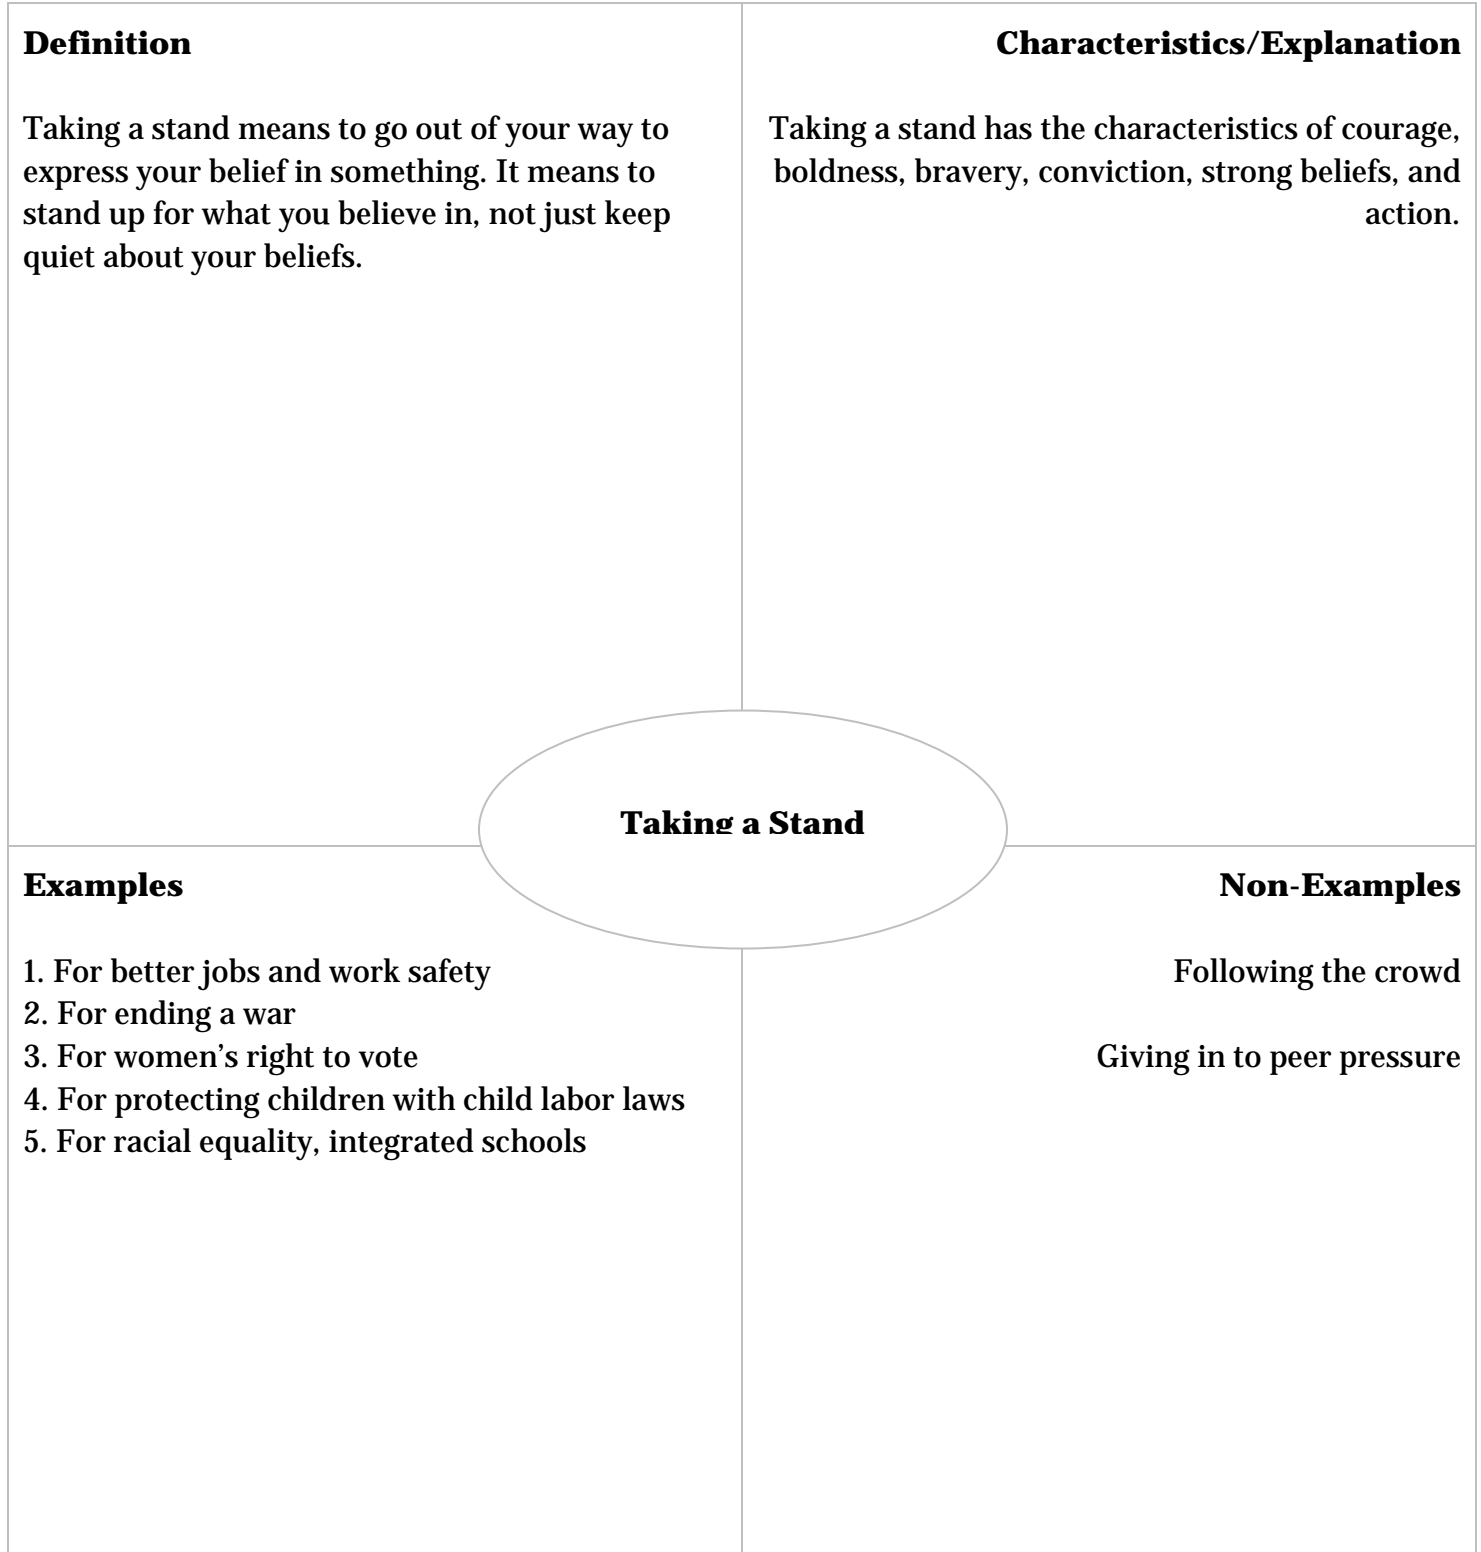 Definition
Taking a stand means to go out of your way to
express your belief in something. It means to
stand up for what you believe in, not just keep
quiet about your beliefs.
Characteristics/Explanation
Taking a stand has the characteristics of courage,
boldness, bravery, conviction, strong beliefs, and
action.
Taking a Stand
Examples
1. For better jobs and work safety
2. For ending a war
3. For women’s right to vote
4. For protecting children with child labor laws
5. For racial equality, integrated schools
Non-Examples
Following the crowd
Giving in to peer pressure